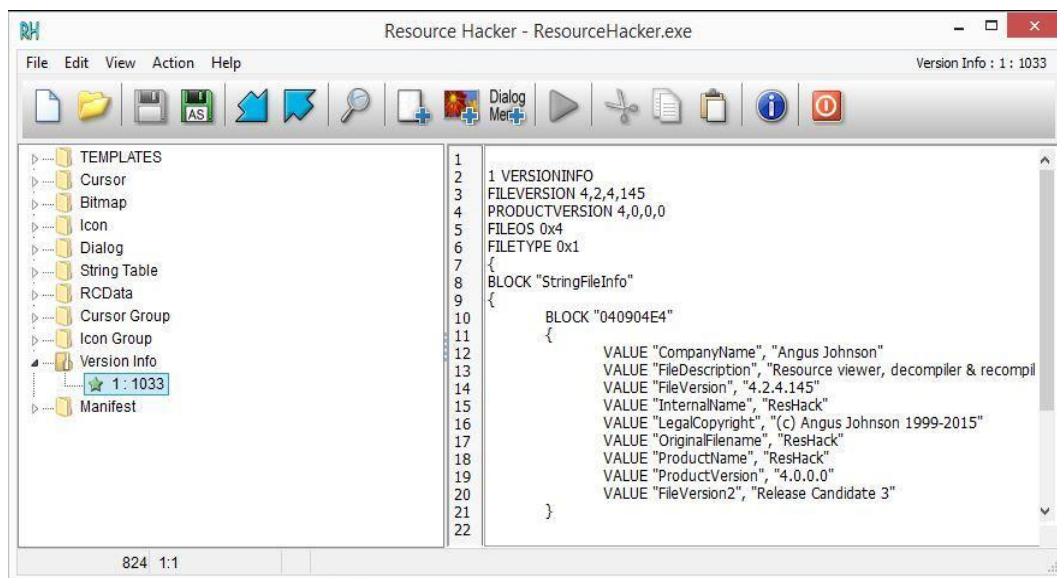 RH Resource Hacker - ResourceHacker.exe
File Edit View Action Help Version Info : 1 : 1033
AS Dialog
Men
TEMPLATES
Cursor
Bitmap
Icon
Dialog
String Table
RCData
Cursor Group
Icon Group
Version Info
1 : 1033
Manifest
1
2 1 VERSIONINFO
3 FILEVERSION 4,2,4,145
4 PRODUCTVERSION 4,0,0,0
5 FILEOS 0x4
6 FILETYPE 0x1
7 {
8 BLOCK "StringFileInfo"
9 {
10 BLOCK "040904E4"
11 {
12 VALUE "CompanyName", "Angus Johnson"
13 VALUE "FileDescription", "Resource viewer, decompiler & recompil
14 VALUE "FileVersion", "4.2.4.145"
15 VALUE "InternalName", "ResHack"
16 VALUE "LegalCopyright", "(c) Angus Johnson 1999-2015"
17 VALUE "OriginalFilename", "ResHack"
18 VALUE "ProductName", "ResHack"
19 VALUE "ProductVersion", "4.0.0.0"
20 VALUE "FileVersion2", "Release Candidate 3"
21 }
22
824 1:1